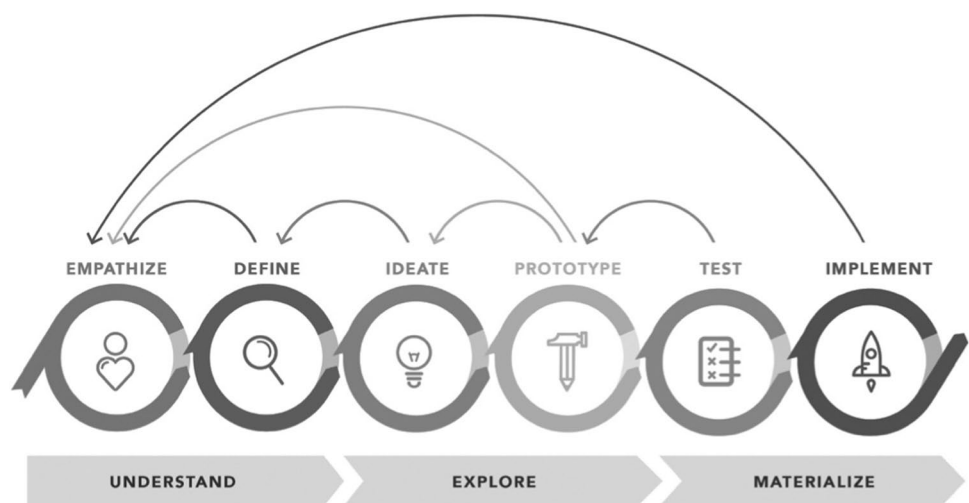 EMPATHIZE DEFINE IDEATE PROTOTYPE TEST IMPLEMENT
UNDERSTAND EXPLORE MATERIALIZE